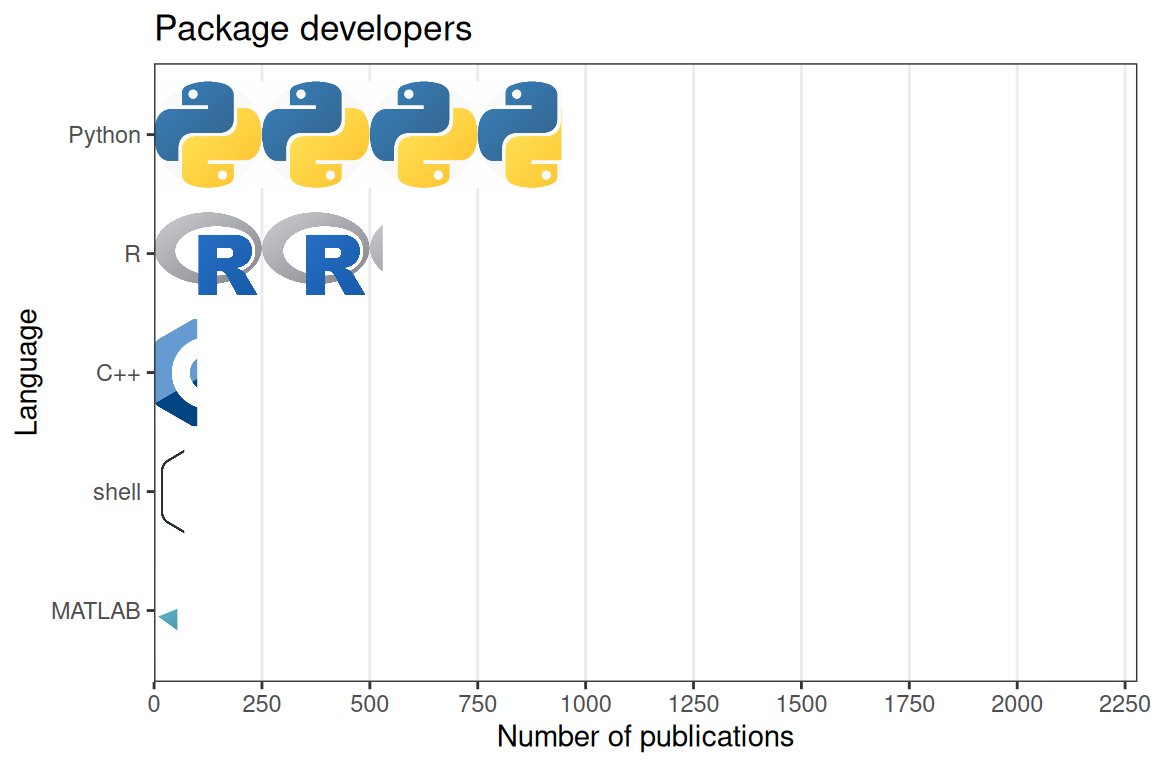 Package developers
Language
Python
R
C++
shell
MATLAB
R R
0 250 500 750 1000 1250 1500 1750 2000 2250
Number of publications